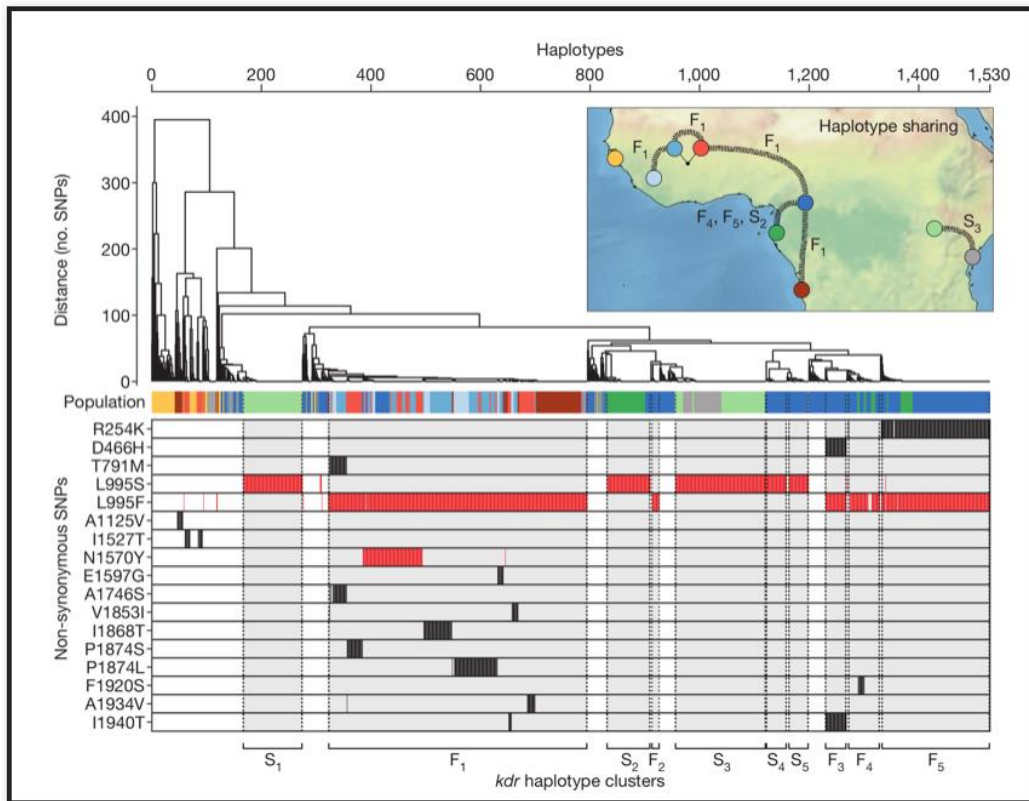 Haplotypes
0 200 400 600 800 1,000 1,200 1,400 1,530
Distance (no. SNPs)
400
300
200
100
0
Haplotype sharing
F1
F1
F1
F4, F5, S2
F1
S3
Population
Non-synonymous SNPs
R254K
D466H
T791M
L995S
L995F
A1125V
I1527T
N1570Y
E1597G
A1746S
V1853I
I1868T
P1874S
P1874L
F1920S
A1934V
I1940T
S1 F1 S2 F2 S3 S4 S5 F3 F4 F5
kdr haplotype clusters